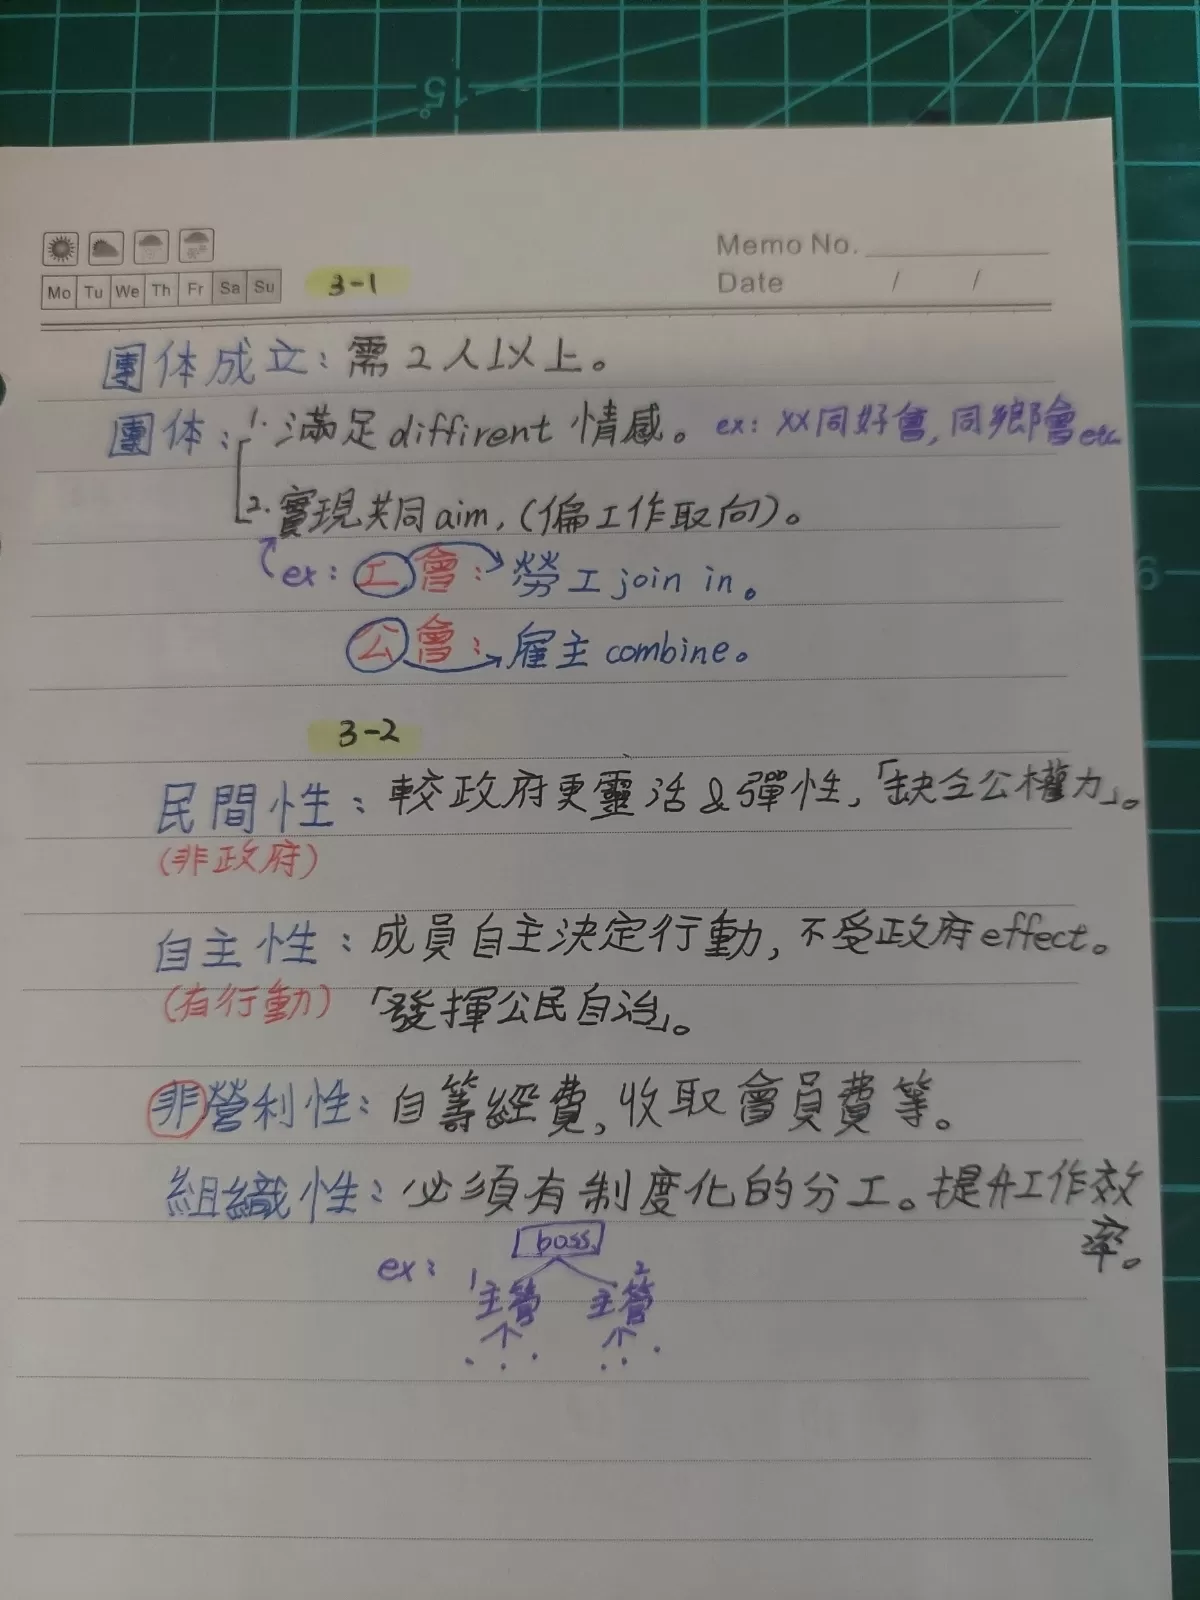 15°
Memo No.
Mo Tu We Th Fr Sa Su
3-1
Date / /
團体成立：需2人以上。
團体：1.滿足diffirent情感。ex：XX同好會，同鄉會etc
2.實現共同aim，(偏工作取向)。
ex：工會：勞工join in。
公會：雇主combine。
6
3-2
民間性：較政府更靈活&彈性，「缺乏公權力」。
(非政府)
自主性：成員自主決定行動，不受政府effect。
(有行動)「發揮公民自治」。
非營利性：自籌經費，收取會員費等。
組織性：必須有制度化的分工。提升工作效
率。
ex：boss
1主管 2主管